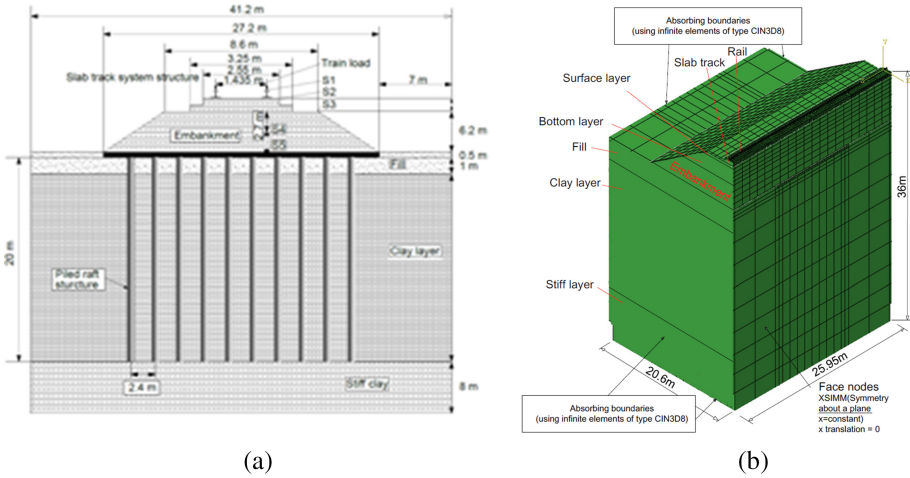 41.2 m
27.2 m
8.6 m
3.25 m
2.55 m
1.435 m
Train load
Slab track system structure
S1
S2
S3
7 m
Embankment
2.7 m
S4
S5
6.2 m
0.5 m
1 m
Fill
20 m
Clay layer
Piled raft
sturcture
2.4 m
Stiff clay
8 m
(a)
Absorbing boundaries
(using infinite elements of type CIN3D8)
Rail
Slab track
Surface layer
Bottom layer
Fill
Embankment
Clay layer
36m
Stiff layer
20.6m
25.95m
Absorbing boundaries
(using infinite elements of type CIN3D8)
Face nodes
XSIMM(Symmetry
about a plane
x=constant)
x translation = 0
(b)